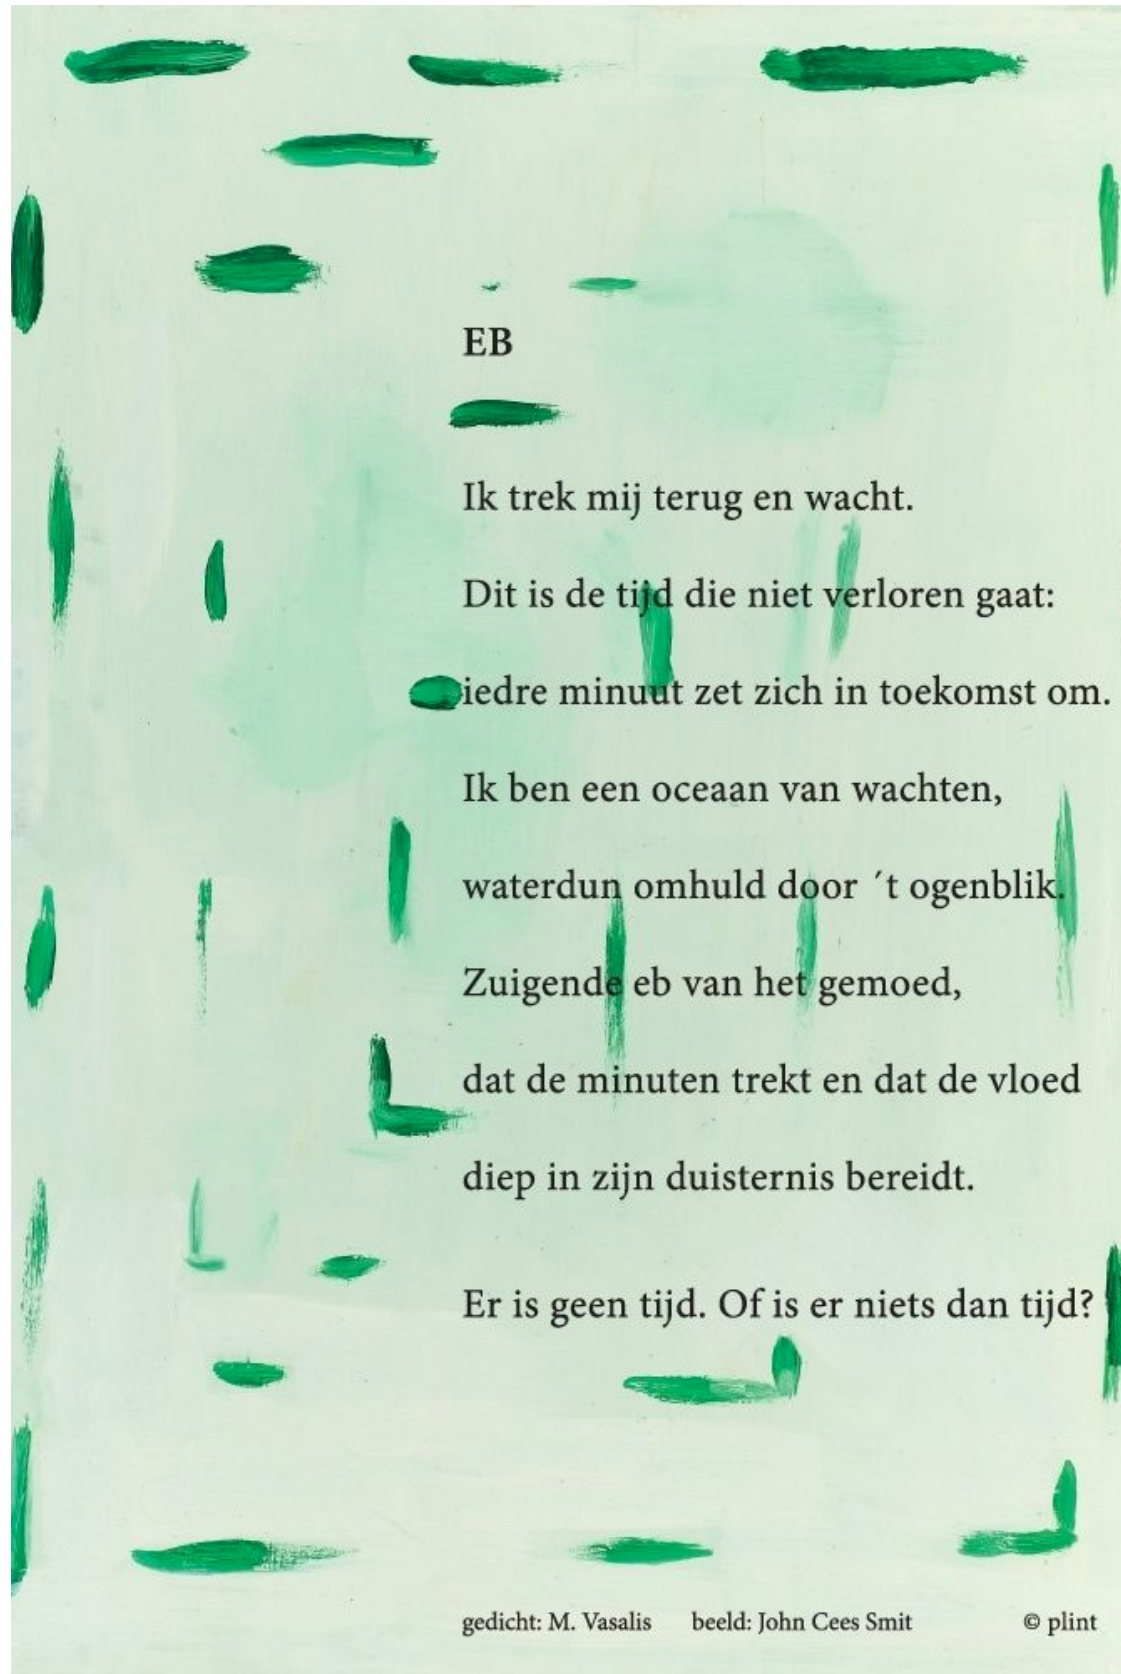 EB
Ik trek mij terug en wacht.
Dit is de tijd die niet verloren gaat:
iedre minuut zet zich in toekomst om.
Ik ben een oceaan van wachten,
waterdun omhuld door ´t ogenblik.
Zuigende eb van het gemoed,
dat de minuten trekt en dat de vloed
diep in zijn duisternis bereidt.
Er is geen tijd. Of is er niets dan tijd?
gedicht: M. Vasalis beeld: John Cees Smit © plint